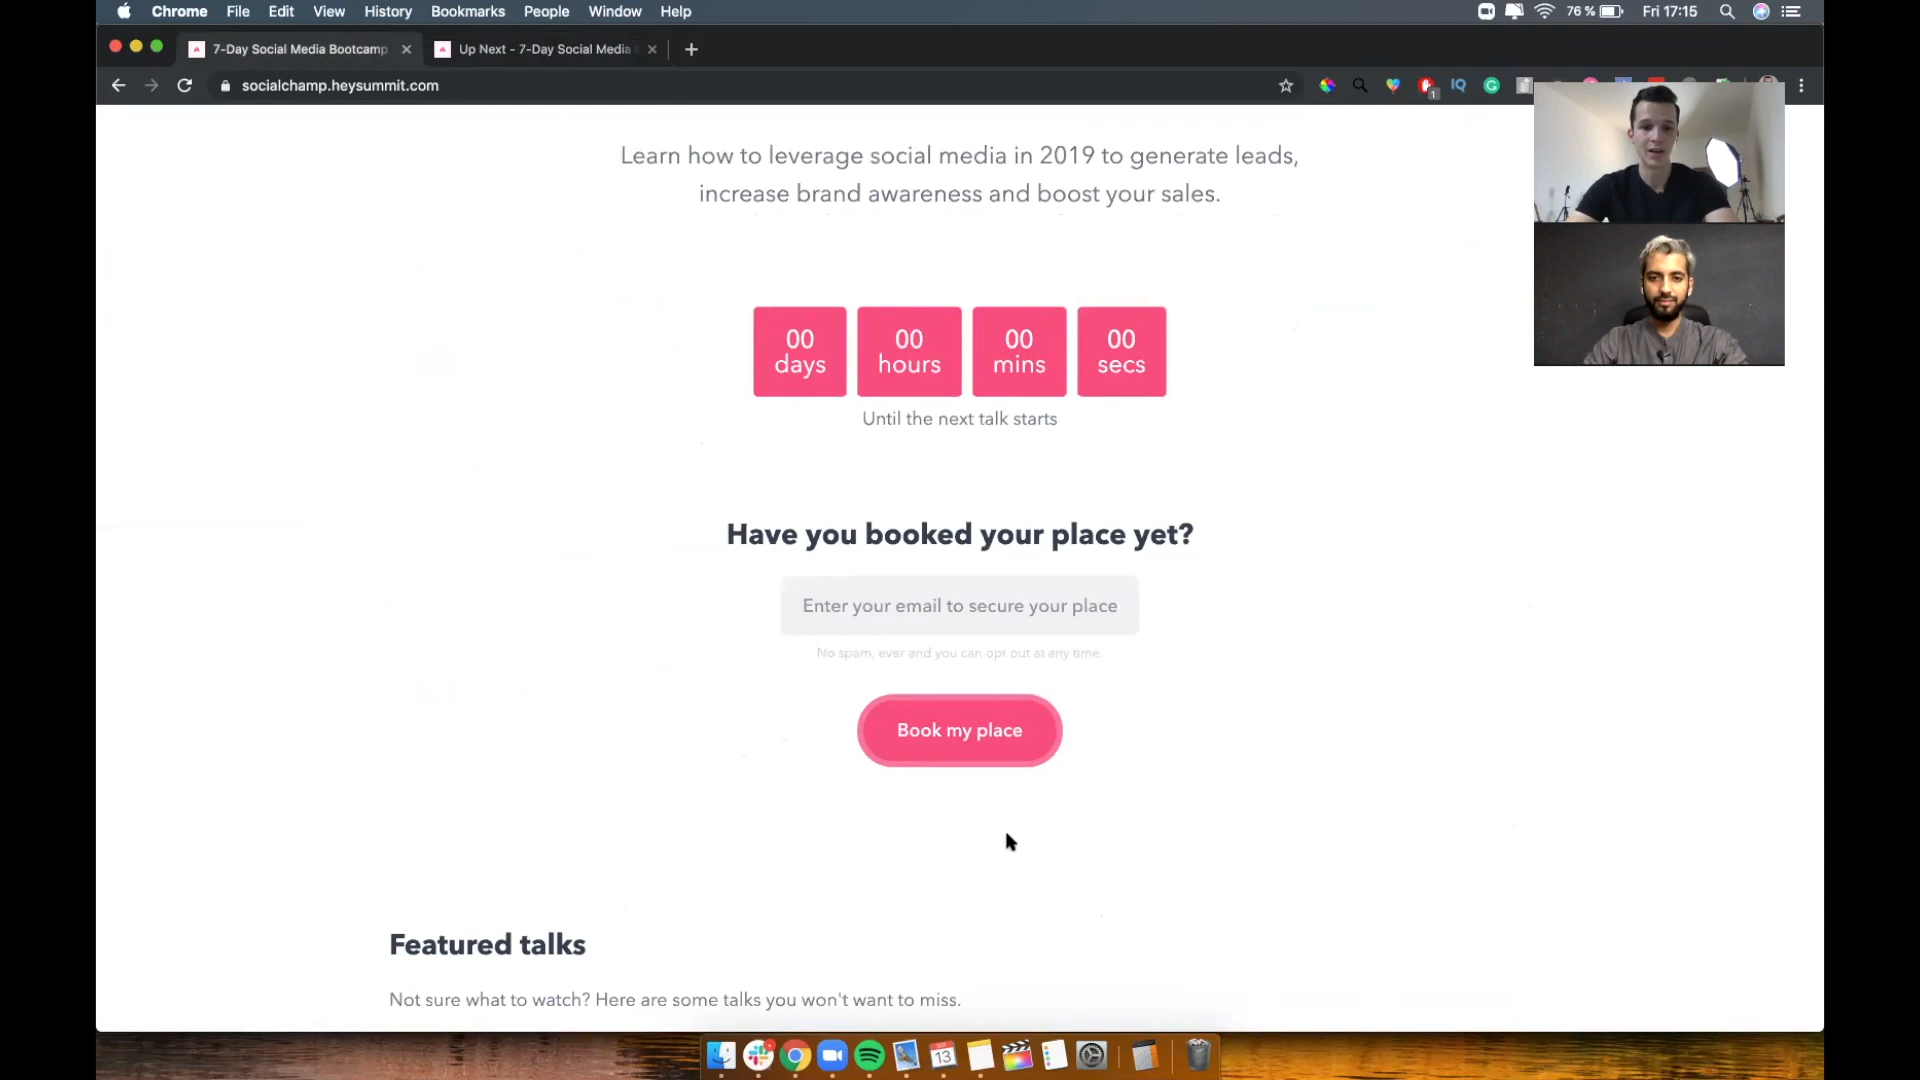 Chrome File Edit View History Bookmarks People Window Help 76 % Fri 17:15
7-Day Social Media Bootcamp Up Next - 7-Day Social Media
socialchamp.heysummit.com 1 IQ
Learn how to leverage social media in 2019 to generate leads,
increase brand awareness and boost your sales.
00 00 00 00
days hours mins secs
Until the next talk starts
Have you booked your place yet?
Enter your email to secure your place
No spam, ever and you can opt out at any time.
Book my place
Featured talks
Not sure what to watch? Here are some talks you won't want to miss.
13